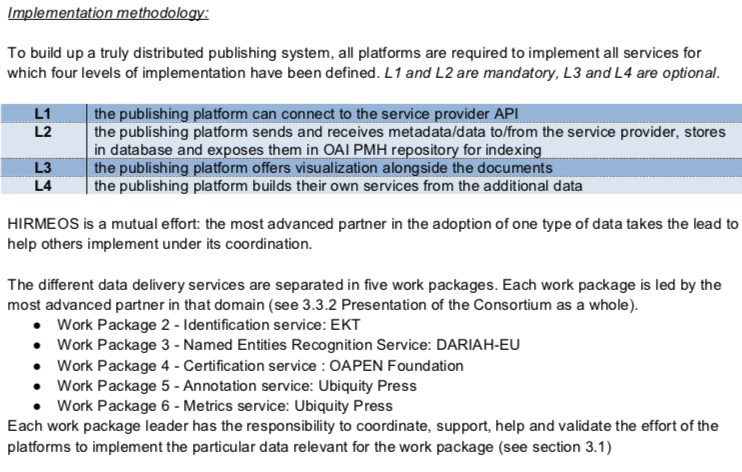 Implementation methodology:
To build up a truly distributed publishing system, all platforms are required to implement all services for
which four levels of implementation have been defined. L1 and L2 are mandatory, L3 and L4 are optional.
L1 the publishing platform can connect to the service provider API
L2 the publishing platform sends and receives metadata/data to/from the service provider, stores
in database and exposes them in OAI PMH repository for indexing
L3 the publishing platform offers visualization alongside the documents
L4 the publishing platform builds their own services from the additional data
HIRMEOS is a mutual effort: the most advanced partner in the adoption of one type of data takes the lead to
help others implement under its coordination.
The different data delivery services are separated in five work packages. Each work package is led by the
most advanced partner in that domain (see 3.3.2 Presentation of the Consortium as a whole).
● Work Package 2 - Identification service: EKT
● Work Package 3 - Named Entities Recognition Service: DARIAH-EU
● Work Package 4 - Certification service : OAPEN Foundation
● Work Package 5 - Annotation service: Ubiquity Press
● Work Package 6 - Metrics service: Ubiquity Press
Each work package leader has the responsibility to coordinate, support, help and validate the effort of the
platforms to implement the particular data relevant for the work package (see section 3.1)